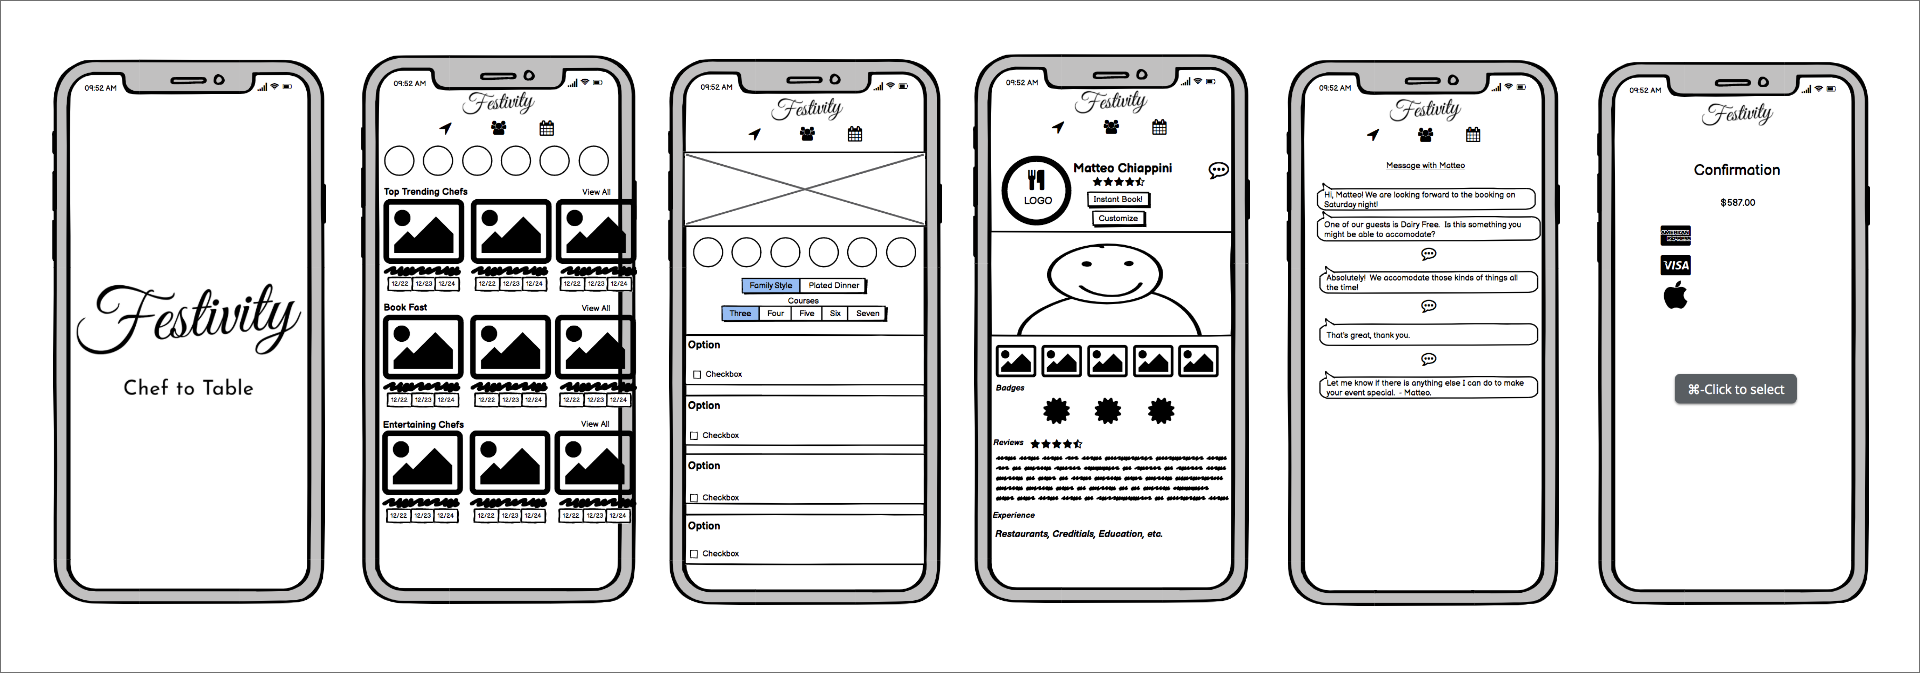 09:52 AM
Festivity
Chef to Table
09:52 AM
Festivity
Top Trending Chefs View All
12/22 12/23 12/24 12/22 12/23 12/24 12/22 12/23 12/24
Book Fast View All
12/22 12/23 12/24 12/22 12/23 12/24 12/22 12/23 12/24
Entertaining Chefs View All
12/22 12/23 12/24 12/22 12/23 12/24 12/22 12/23 12/24
09:52 AM
Festivity
Family Style Plated Dinner
Courses
Three Four Five Six Seven
Option
Checkbox
Option
Checkbox
Option
Checkbox
Option
Checkbox
09:52 AM
Festivity
Matteo Chiappini
LOGO
Instant Book!
Customize
Badges
Reviews
Experience
Restaurants, Creditials, Education, etc.
09:52 AM
Festivity
Message with Matteo
Hi, Matteo! We are looking forward to the booking on
Saturday night!
One of our guests is Dairy Free. Is this something you
might be able to accomodate?
Absolutely! We accomodate those kinds of things all
the time!
That's great, thank you.
Let me know if there is anything else I can do to make
your event special. - Matteo.
09:52 AM
Festivity
Confirmation
$587.00
AMERICAN
EXPRESS
VISA
⌘-Click to select